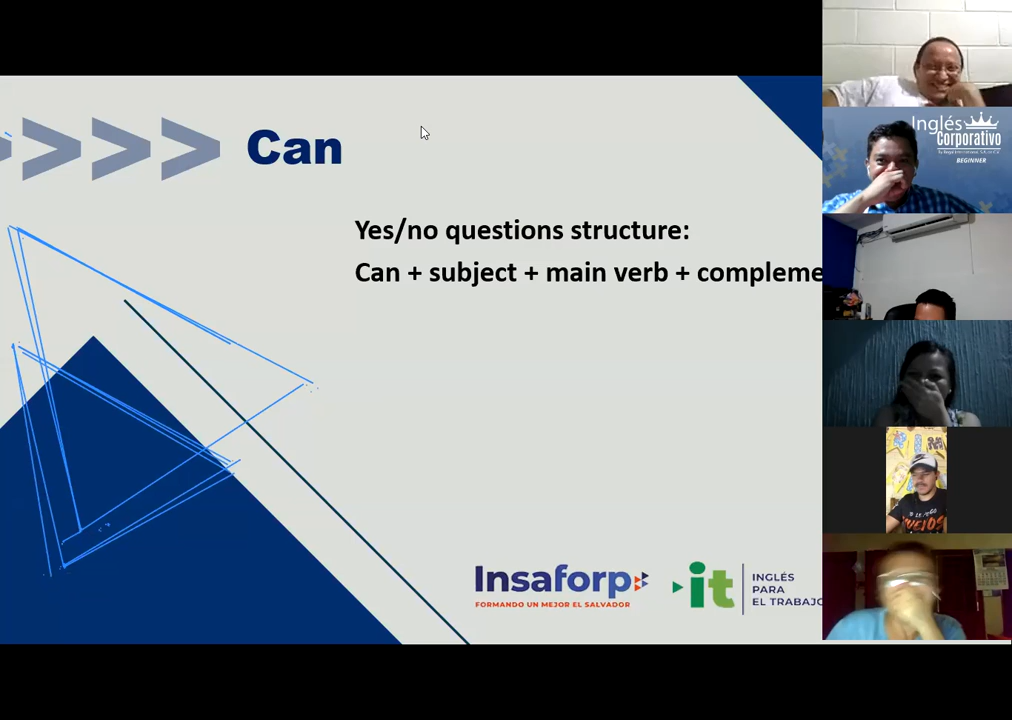 >>>> Can
Yes/no questions structure:
Can + subject + main verb + compleme
Insaforp
FORMANDO UN MEJOR EL SALVADOR
it
INGLÉS
PARA
EL TRABAJO
Inglés
Corporativo
BEGINNER